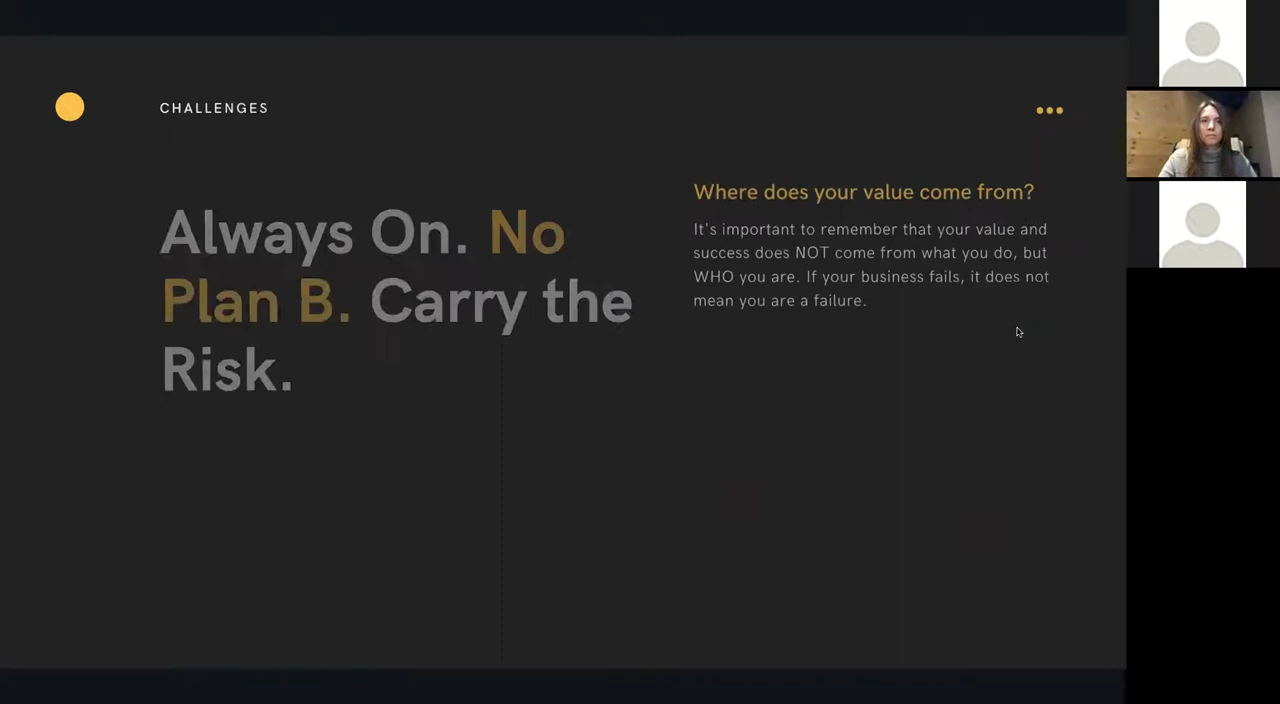 CHALLENGES
Always On. No
Plan B. Carry the
Risk.
Where does your value come from?
It's important to remember that your value and
success does NOT come from what you do, but
WHO you are. If your business fails, it does not
mean you are a failure.